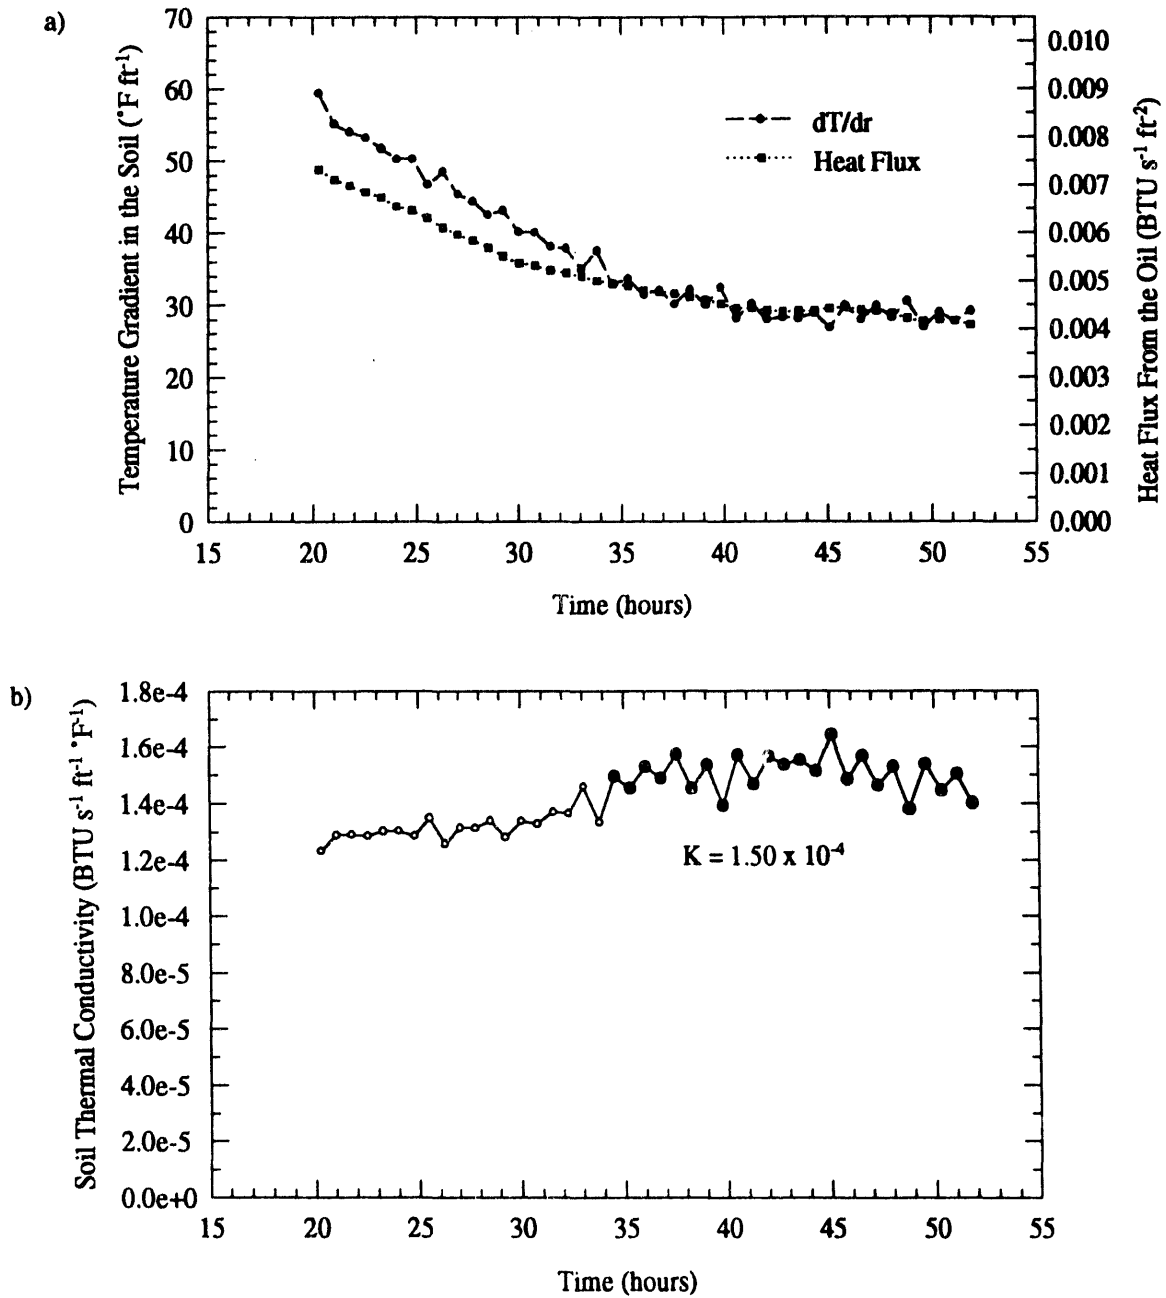 a)
Temperature Gradient in the Soil (°F ft⁻¹)
70
60
50
40
30
20
10
0
15 20 25 30 35 40 45 50 55
Time (hours)
dT/dr
Heat Flux
0.010
0.009
0.008
0.007
0.006
0.005
0.004
0.003
0.002
0.001
0.000
Heat Flux From the Oil (BTU s⁻¹ ft⁻²)
b)
Soil Thermal Conductivity (BTU s⁻¹ ft⁻¹ °F⁻¹)
1.8e-4
1.6e-4
1.4e-4
1.2e-4
1.0e-4
8.0e-5
6.0e-5
4.0e-5
2.0e-5
0.0e+0
K = 1.50 x 10⁻⁴
15 20 25 30 35 40 45 50 55
Time (hours)